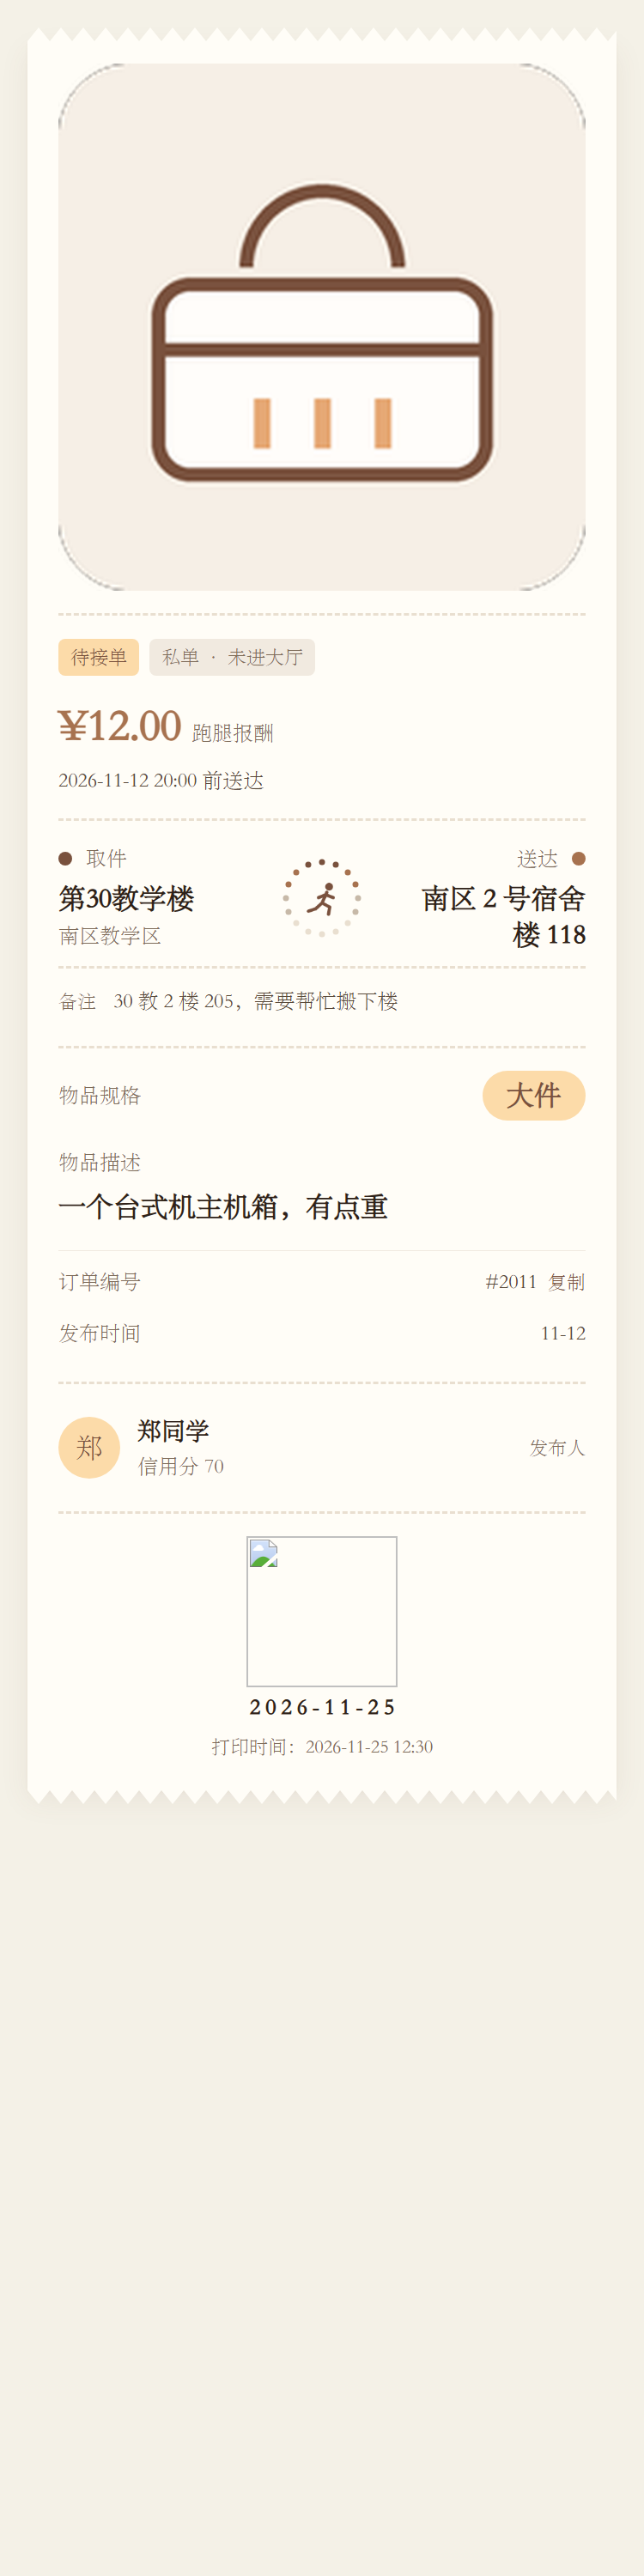 待接单 私单 · 未进大厅
¥12.00 跑腿报酬
2026-11-12 20:00 前送达
取件 送达
第30教学楼 南区 2 号宿舍
南区教学区 楼 118
备注 30 教 2 楼 205，需要帮忙搬下楼
物品规格 大件
物品描述
一个台式机主机箱，有点重
订单编号 #2011 复制
发布时间 11-12
郑 郑同学 发布人
信用分 70
2026-11-25
打印时间：2026-11-25 12:30